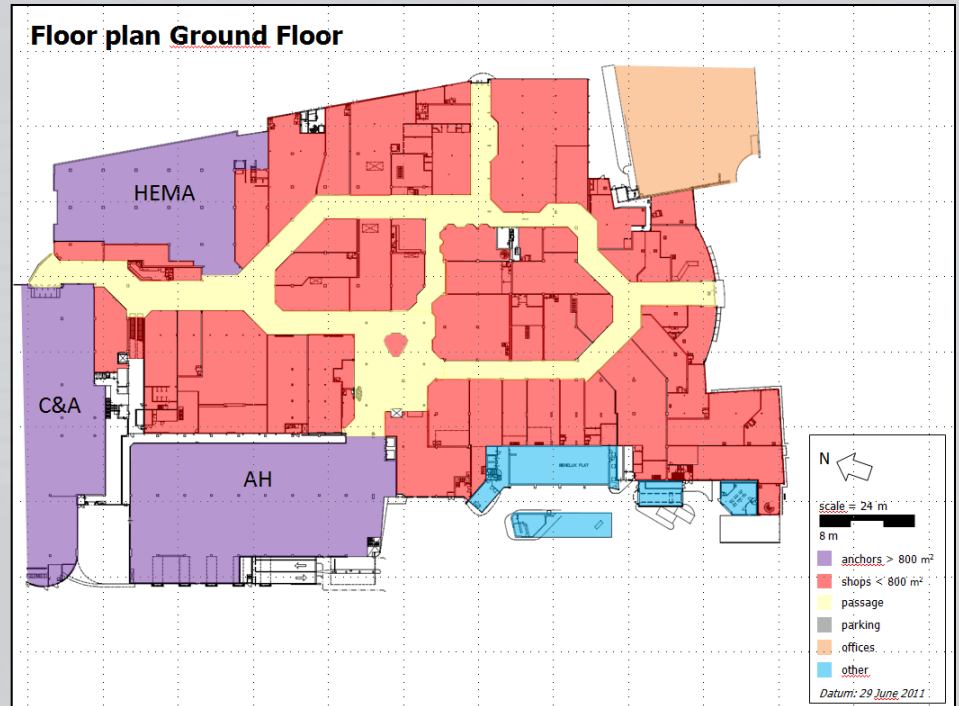 Floor plan Ground Floor
HEMA
C&A
AH
BENELUX FLAT
N
scale = 24 m
8 m
anchors > 800 m²
shops < 800 m²
passage
parking
offices
other
Datum: 29 June 2011